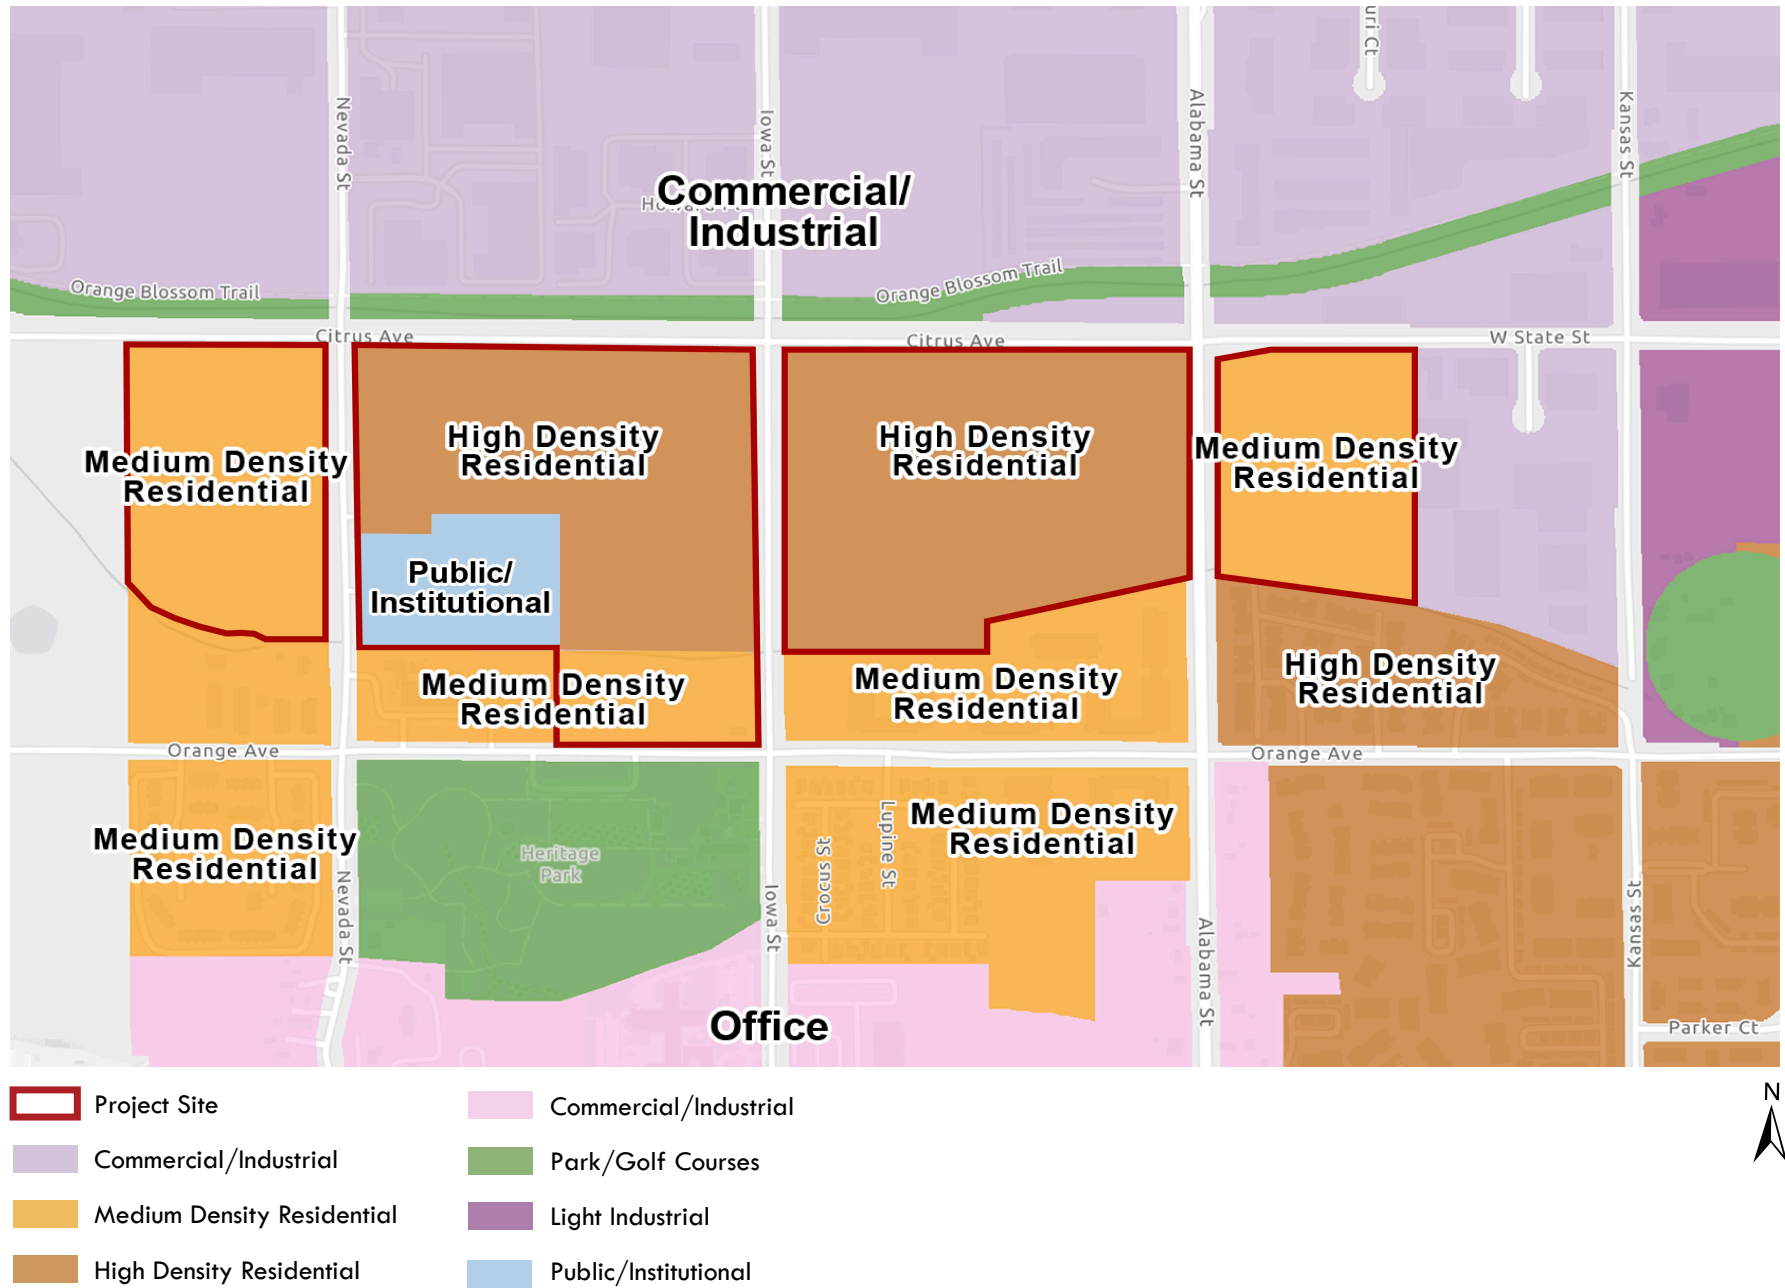 uri Ct
Nevada St
Iowa St
Alabama St
Kansas St
Commercial/
Industrial
Orange Blossom Trail
Orange Blossom Trail
Citrus Ave
Citrus Ave
W State St
High Density
Residential
High Density
Residential
Medium Density
Residential
Medium Density
Residential
Public/
Institutional
Medium Density
Residential
Medium Density
Residential
High Density
Residential
Orange Ave
Orange Ave
Medium Density
Residential
Heritage
Park
Crocus St
Lupine St
Medium Density
Residential
Nevada St
Iowa St
Alabama St
Kansas St
Office
Parker Ct
Project Site
Commercial/Industrial
Medium Density Residential
High Density Residential
Commercial/Industrial
Park/Golf Courses
Light Industrial
Public/Institutional
N